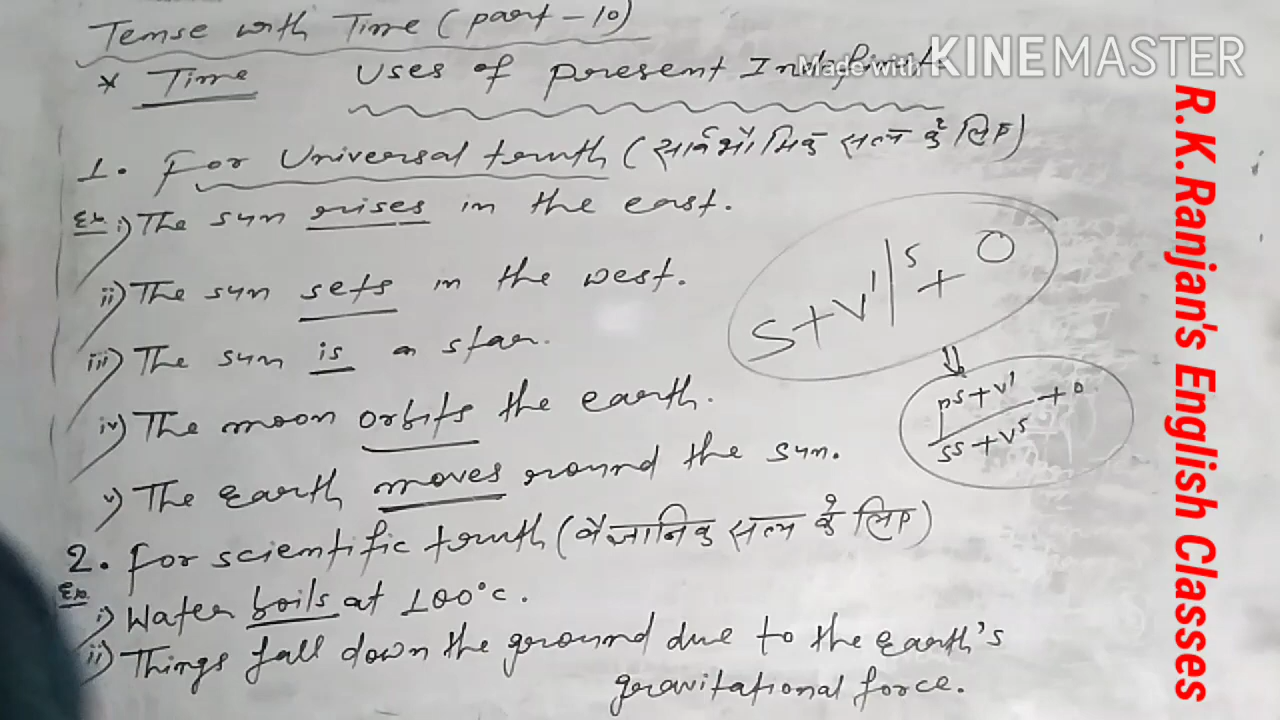 Tense with Time (part-10)
* Time Uses of present Indefinit
Made with KINEMASTER
1. For Universal truth (सार्वभौमिक सत्य के लिए)
Ex. i) The sun rises in the east.
ii) The sun sets in the west.
iii) The sun is a star.
iv) The moon orbits the earth.
v) The Earth moves around the sun.
S+V¹/s + O
PS+V¹
SS+Vˢ + O
2. For scientific truth (वैज्ञानिक सत्य के लिए)
Ex.
i) Water boils at 100°c.
ii) Things fall down the ground due to the Earth's
gravitational force.
R.K.Ranjan's English Classes